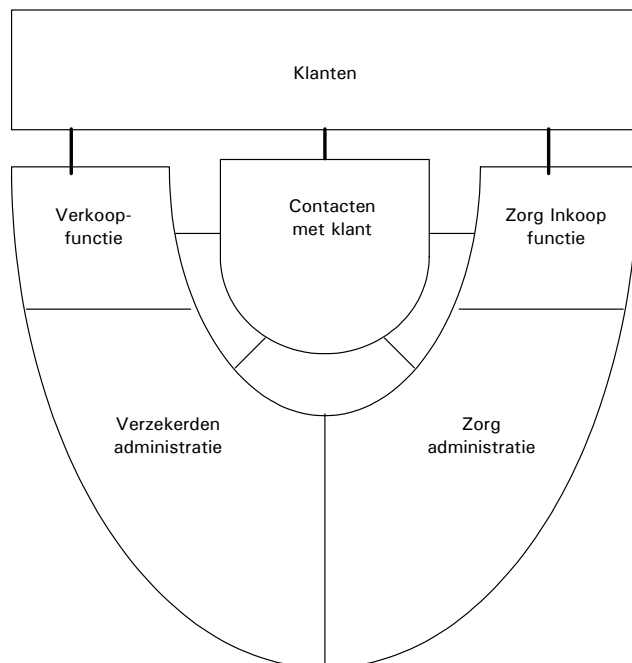 Klanten
Verkoop-
functie
Contacten
met klant
Zorg Inkoop
functie
Verzekerden
administratie
Zorg
administratie